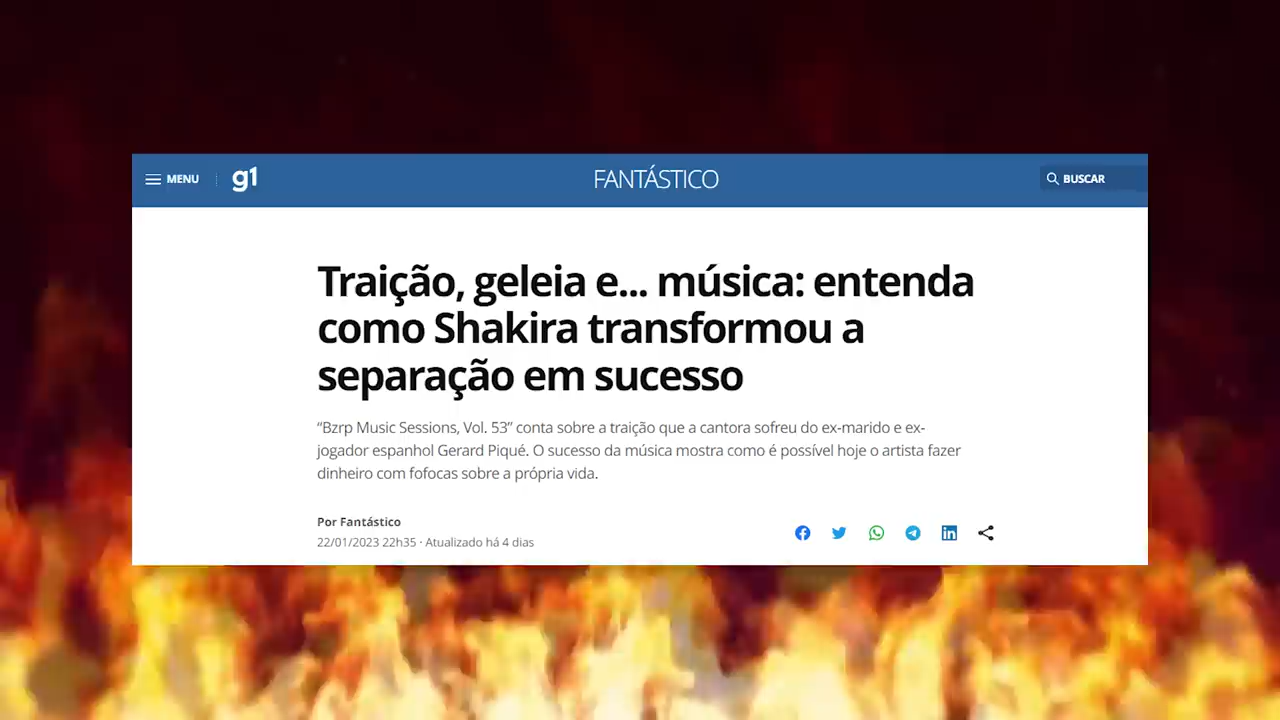 MENU g1 FANTÁSTICO BUSCAR
Traição, geleia e... música: entenda
como Shakira transformou a
separação em sucesso
“Bzrp Music Sessions, Vol. 53” conta sobre a traição que a cantora sofreu do ex-marido e ex-
jogador espanhol Gerard Piqué. O sucesso da música mostra como é possível hoje o artista fazer
dinheiro com fofocas sobre a própria vida.
Por Fantástico
22/01/2023 22h35 · Atualizado há 4 dias